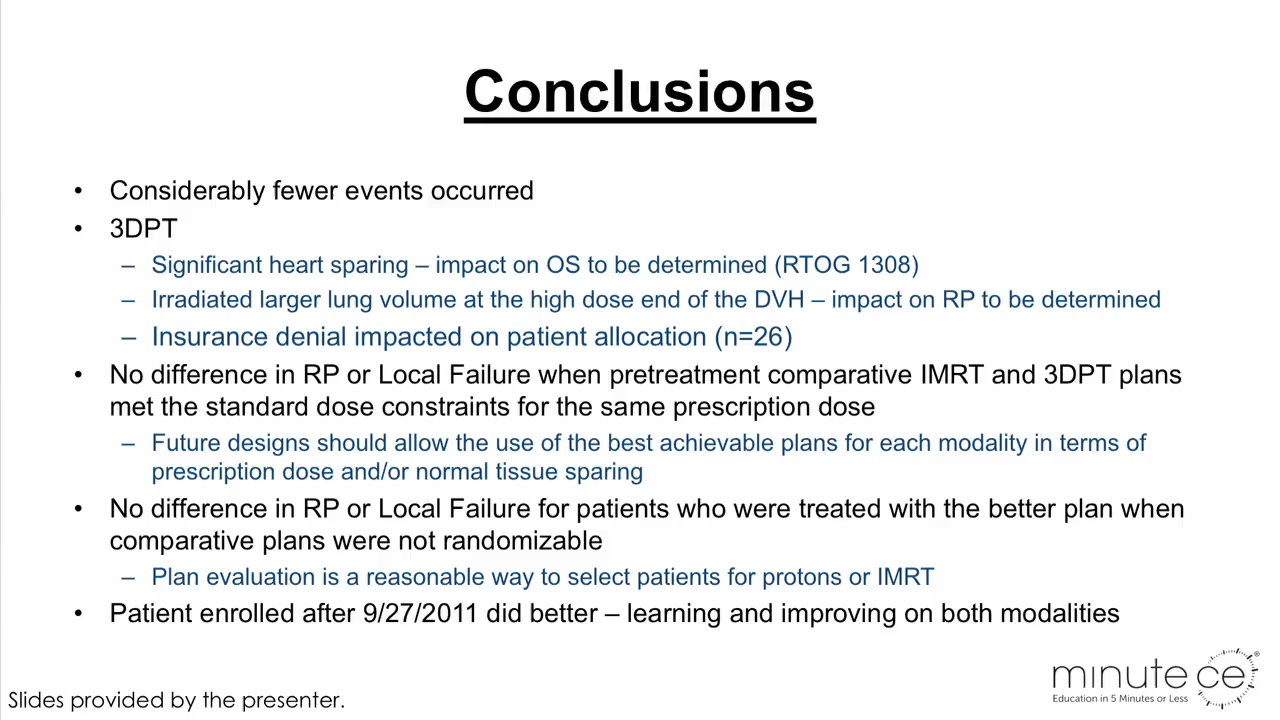 Conclusions
• Considerably fewer events occurred
• 3DPT
– Significant heart sparing – impact on OS to be determined (RTOG 1308)
– Irradiated larger lung volume at the high dose end of the DVH – impact on RP to be determined
– Insurance denial impacted on patient allocation (n=26)
• No difference in RP or Local Failure when pretreatment comparative IMRT and 3DPT plans
met the standard dose constraints for the same prescription dose
– Future designs should allow the use of the best achievable plans for each modality in terms of
prescription dose and/or normal tissue sparing
• No difference in RP or Local Failure for patients who were treated with the better plan when
comparative plans were not randomizable
– Plan evaluation is a reasonable way to select patients for protons or IMRT
• Patient enrolled after 9/27/2011 did better – learning and improving on both modalities
minute ce®
Education in 5 Minutes or Less
Slides provided by the presenter.